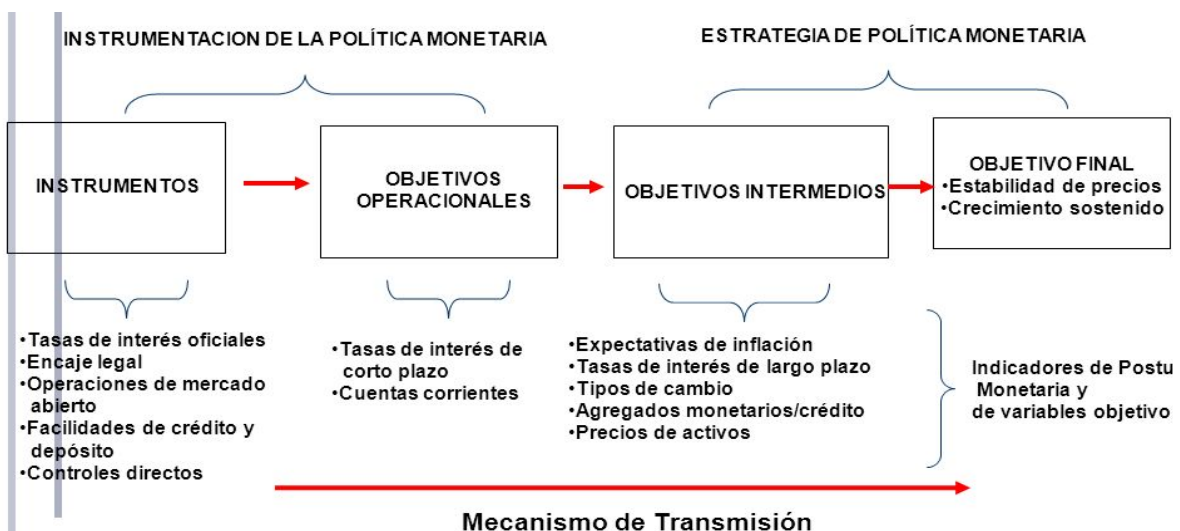 INSTRUMENTACION DE LA POLÍTICA MONETARIA
ESTRATEGIA DE POLÍTICA MONETARIA
INSTRUMENTOS
OBJETIVOS
OPERACIONALES
OBJETIVOS INTERMEDIOS
OBJETIVO FINAL
•Estabilidad de precios
•Crecimiento sostenido
•Tasas de interés oficiales
•Encaje legal
•Operaciones de mercado
abierto
•Facilidades de crédito y
depósito
•Controles directos
•Tasas de interés de
corto plazo
•Cuentas corrientes
•Expectativas de inflación
•Tasas de interés de largo plazo
•Tipos de cambio
•Agregados monetarios/crédito
•Precios de activos
Indicadores de Postu
Monetaria y
de variables objetivo
Mecanismo de Transmisión